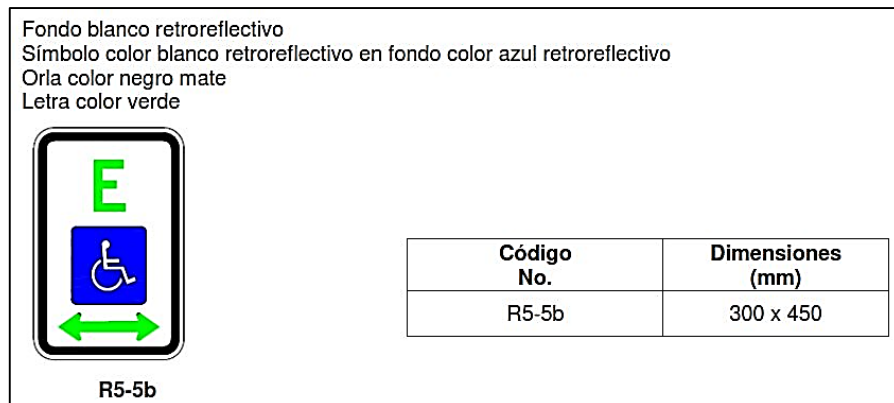 Fondo blanco retroreflectivo
Símbolo color blanco retroreflectivo en fondo color azul retroreflectivo
Orla color negro mate
Letra color verde
E
R5-5b
Código No.
Dimensiones (mm)
R5-5b
300 x 450